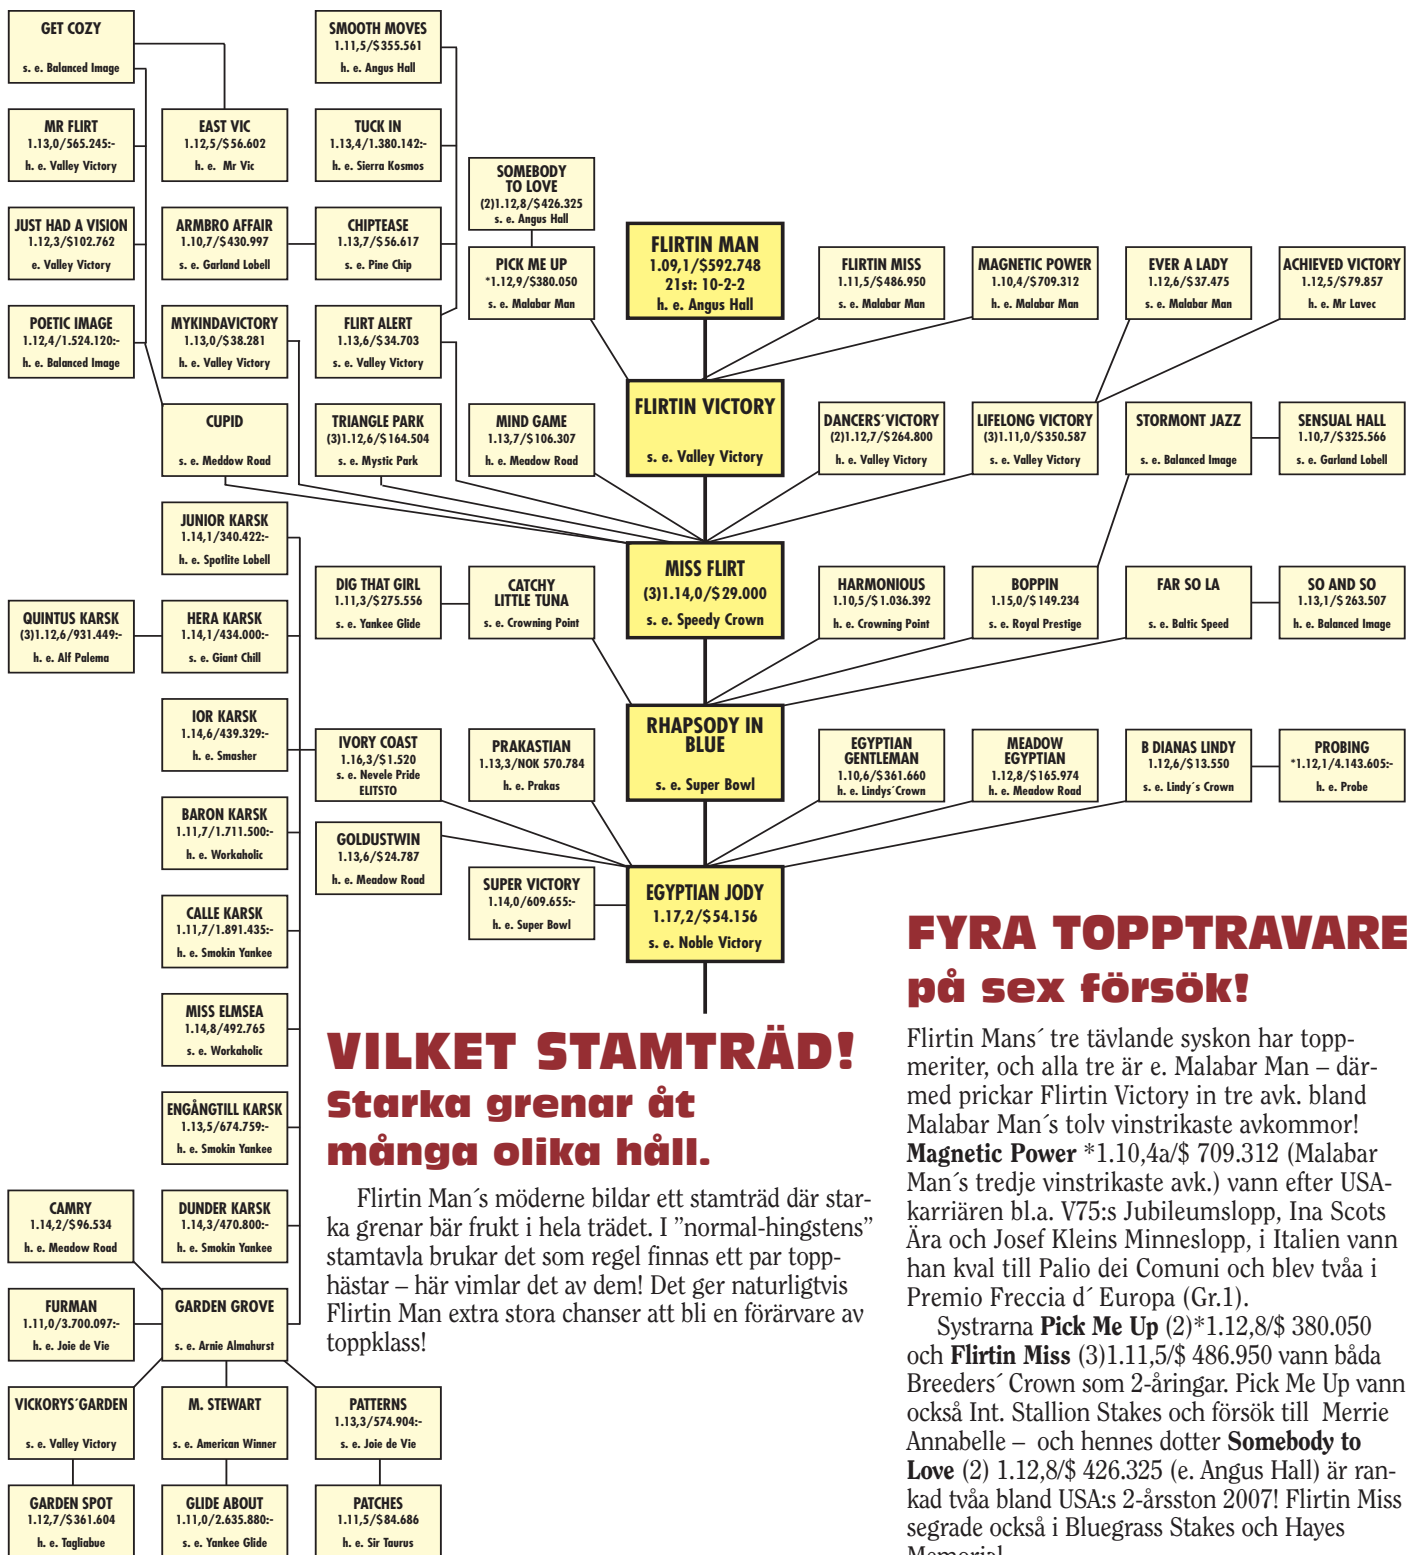 GET COZY
s. e. Balanced Image
SMOOTH MOVES
1.11,5/$355.561
h. e. Angus Hall
MR FLIRT
1.13,0/565.245:-
h. e. Valley Victory
EAST VIC
1.12,5/$56.602
h. e. Mr Vic
TUCK IN
1.13,4/1.380.142:-
h. e. Sierra Kosmos
SOMEBODY
TO LOVE
(2)1.12,8/$426.325
s. e. Angus Hall
JUST HAD A VISION
1.12,3/$102.762
e. Valley Victory
ARMBRO AFFAIR
1.10,7/$430.997
s. e. Garland Lobell
CHIPTEASE
1.13,7/$56.617
s. e. Pine Chip
PICK ME UP
*1.12,9/$380.050
s. e. Malabar Man
FLIRTIN MAN
1.09,1/$592.748
21st: 10-2-2
h. e. Angus Hall
FLIRTIN MISS
1.11,5/$486.950
s. e. Malabar Man
MAGNETIC POWER
1.10,4/$709.312
h. e. Malabar Man
EVER A LADY
1.12,6/$37.475
s. e. Malabar Man
ACHIEVED VICTORY
1.12,5/$79.857
h. e. Mr Lavec
POETIC IMAGE
1.12,4/1.524.120:-
h. e. Balanced Image
MYKINDAVICTORY
1.13,0/$38.281
h. e. Valley Victory
FLIRT ALERT
1.13,6/$34.703
s. e. Valley Victory
CUPID
s. e. Meddow Road
TRIANGLE PARK
(3)1.12,6/$164.504
s. e. Mystic Park
MIND GAME
1.13,7/$106.307
h. e. Meadow Road
FLIRTIN VICTORY
s. e. Valley Victory
DANCERS´VICTORY
(2)1.12,7/$264.800
h. e. Valley Victory
LIFELONG VICTORY
(3)1.11,0/$350.587
s. e. Valley Victory
STORMONT JAZZ
s. e. Balanced Image
SENSUAL HALL
1.10,7/$325.566
s. e. Garland Lobell
JUNIOR KARSK
1.14,1/340.422:-
h. e. Spotlite Lobell
QUINTUS KARSK
(3)1.12,6/931.449:-
h. e. Alf Palema
HERA KARSK
1.14,1/434.000:-
s. e. Giant Chill
DIG THAT GIRL
1.11,3/$275.556
s. e. Yankee Glide
CATCHY
LITTLE TUNA
s. e. Crowning Point
MISS FLIRT
(3)1.14,0/$29.000
s. e. Speedy Crown
HARMONIOUS
1.10,5/$1.036.392
h. e. Crowning Point
BOPPIN
1.15,0/$149.234
s. e. Royal Prestige
FAR SO LA
s. e. Baltic Speed
SO AND SO
1.13,1/$263.507
h. e. Balanced Image
IOR KARSK
1.14,6/439.329:-
h. e. Smasher
IVORY COAST
1.16,3/$1.520
s. e. Nevele Pride
ELITSTO
PRAKASTIAN
1.13,3/NOK 570.784
h. e. Prakas
RHAPSODY IN
BLUE
s. e. Super Bowl
EGYPTIAN
GENTLEMAN
1.10,6/$361.660
h. e. Lindys´Crown
MEADOW
EGYPTIAN
1.12,8/$165.974
h. e. Meadow Road
B DIANAS LINDY
1.12,6/$13.550
s. e. Lindy´s Crown
PROBING
*1.12,1/4.143.605:-
h. e. Probe
BARON KARSK
1.11,7/1.711.500:-
h. e. Workaholic
GOLDUSTWIN
1.13,6/$24.787
h. e. Meadow Road
CALLE KARSK
1.11,7/1.891.435:-
h. e. Smokin Yankee
SUPER VICTORY
1.14,0/609.655:-
h. e. Super Bowl
EGYPTIAN JODY
1.17,2/$54.156
s. e. Noble Victory
MISS ELMSEA
1.14,8/492.765
s. e. Workaholic
ENGÅNGTILL KARSK
1.13,5/674.759:-
h. e. Smokin Yankee
CAMRY
1.14,2/$96.534
h. e. Meadow Road
DUNDER KARSK
1.14,3/470.800:-
h. e. Smokin Yankee
FURMAN
1.11,0/3.700.097:-
h. e. Joie de Vie
GARDEN GROVE
s. e. Arnie Almahurst
VICKORYS´GARDEN
s. e. Valley Victory
M. STEWART
s. e. American Winner
PATTERNS
1.13,3/574.904:-
s. e. Joie de Vie
GARDEN SPOT
1.12,7/$361.604
h. e. Tagliabue
GLIDE ABOUT
1.11,0/2.635.880:-
s. e. Yankee Glide
PATCHES
1.11,5/$84.686
h. e. Sir Taurus
VILKET STAMTRÄD!
Starka grenar åt
många olika håll.
Flirtin Man´s möderne bildar ett stamträd där star-
ka grenar bär frukt i hela trädet. I ”normal-hingstens”
stamtavla brukar det som regel finnas ett par topp-
hästar – här vimlar det av dem! Det ger naturligtvis
Flirtin Man extra stora chanser att bli en förärvare av
toppklass!
FYRA TOPPTRAVARE
på sex försök!
Flirtin Mans´ tre tävlande syskon har topp-
meriter, och alla tre är e. Malabar Man – där-
med prickar Flirtin Victory in tre avk. bland
Malabar Man´s tolv vinstrikaste avkommor!
Magnetic Power *1.10,4a/$ 709.312 (Malabar
Man´s tredje vinstrikaste avk.) vann efter USA-
karriären bl.a. V75:s Jubileumslopp, Ina Scots
Ära och Josef Kleins Minneslopp, i Italien vann
han kval till Palio dei Comuni och blev tvåa i
Premio Freccia d´ Europa (Gr.1).
Systrarna Pick Me Up (2)*1.12,8/$ 380.050
och Flirtin Miss (3)1.11,5/$ 486.950 vann båda
Breeders´ Crown som 2-åringar. Pick Me Up vann
också Int. Stallion Stakes och försök till Merrie
Annabelle – och hennes dotter Somebody to
Love (2) 1.12,8/$ 426.325 (e. Angus Hall) är ran-
kad tvåa bland USA:s 2-årsston 2007! Flirtin Miss
segrade också i Bluegrass Stakes och Hayes